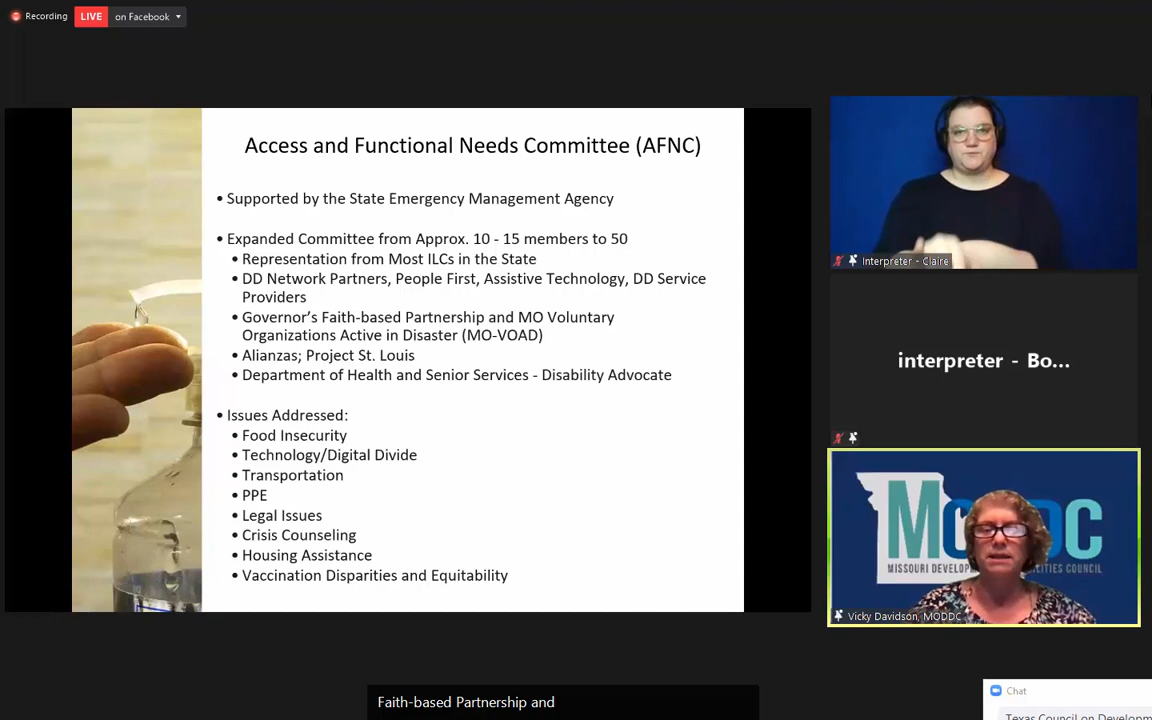 Recording
LIVE on Facebook
Access and Functional Needs Committee (AFNC)
• Supported by the State Emergency Management Agency
• Expanded Committee from Approx. 10 - 15 members to 50
• Representation from Most ILCs in the State
• DD Network Partners, People First, Assistive Technology, DD Service
Providers
• Governor's Faith-based Partnership and MO Voluntary
Organizations Active in Disaster (MO-VOAD)
• Alianzas; Project St. Louis
• Department of Health and Senior Services - Disability Advocate
• Issues Addressed:
• Food Insecurity
• Technology/Digital Divide
• Transportation
• PPE
• Legal Issues
• Crisis Counseling
• Housing Assistance
• Vaccination Disparities and Equitability
Interpreter - Claire
interpreter - Bo...
MISSOURI COUNCIL
Vicky Davidson, MODDC
Faith-based Partnership and
Chat
Texas Council on